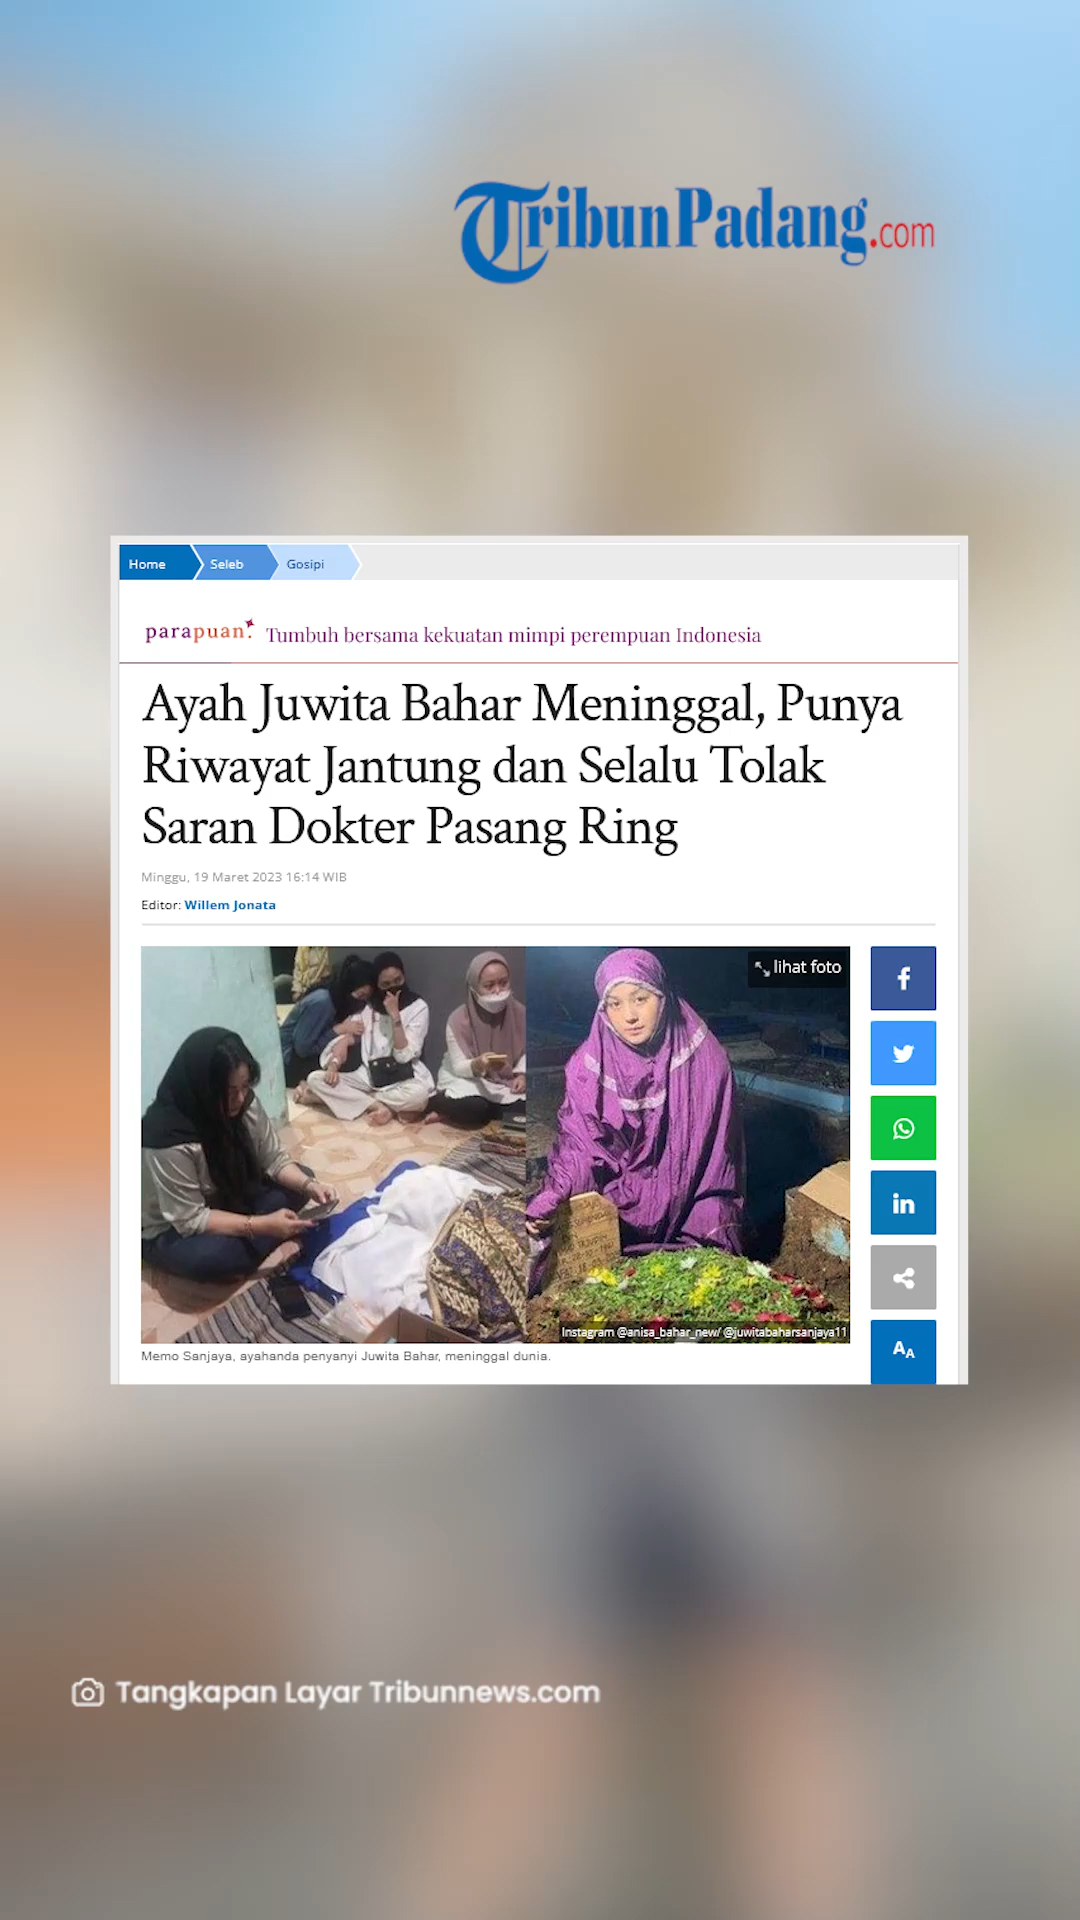 TribunPadang.com
Home Seleb Gosipi
parapuan. Tumbuh bersama kekuatan mimpi perempuan Indonesia
Ayah Juwita Bahar Meninggal, Punya
Riwayat Jantung dan Selalu Tolak
Saran Dokter Pasang Ring
Minggu, 19 Maret 2023 16:14 WIB
Editor: Willem Jonata
lihat foto
Instagram @anisa_bahar_new/ @juwitabaharsanjaya11
Memo Sanjaya, ayahanda penyanyi Juwita Bahar, meninggal dunia.
AA
Tangkapan Layar Tribunnews.com